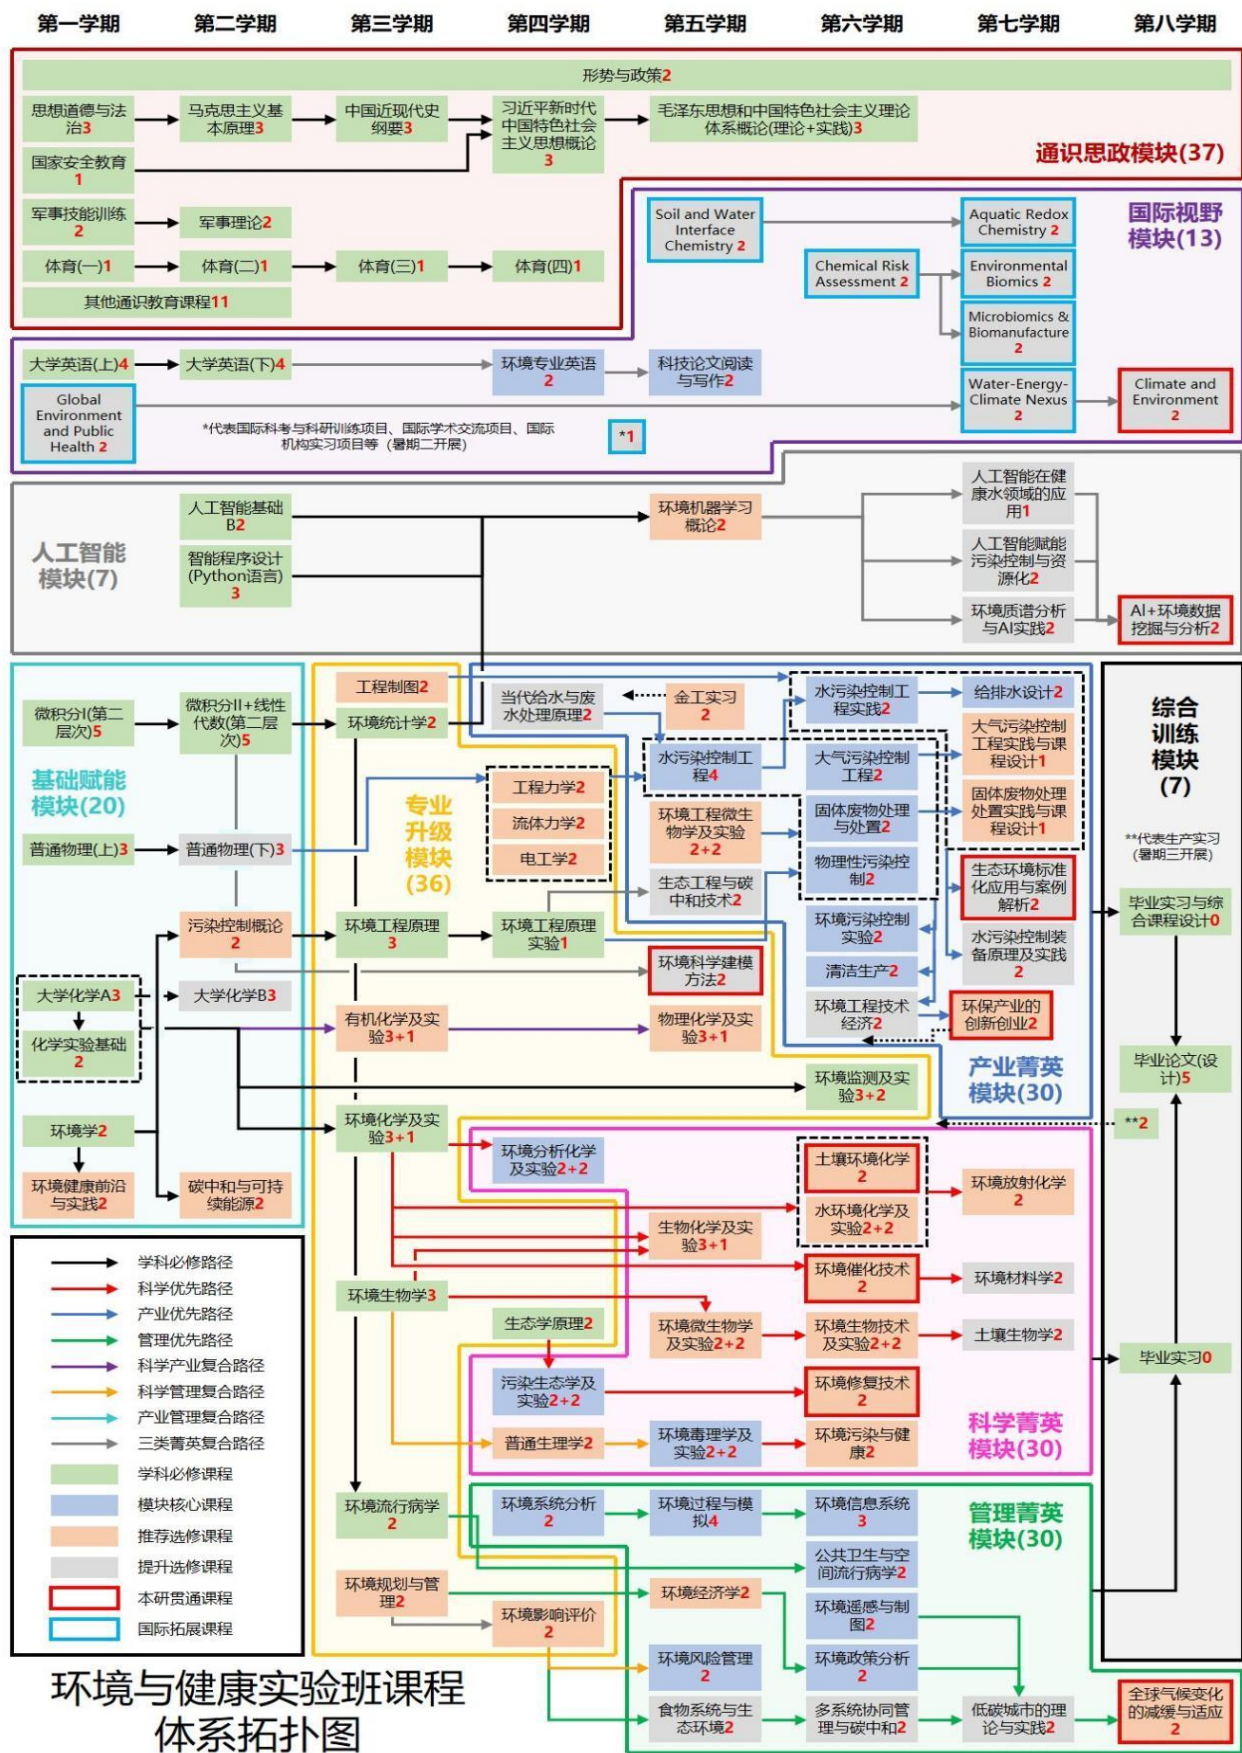 第一学期 第二学期 第三学期 第四学期 第五学期 第六学期 第七学期 第八学期
形势与政策2
思想道德与法
治3
马克思主义基
本原理3
中国近现代史
纲要3
习近平新时代
中国特色社会
主义思想概论
3
毛泽东思想和中国特色社会主义理论
体系概论(理论+实践)3
国家安全教育
1
通识思政模块(37)
军事技能训练
2
军事理论2
体育(一)1
体育(二)1
体育(三)1
体育(四)1
其他通识教育课程11
Soil and Water
Interface
Chemistry 2
Aquatic Redox
Chemistry 2
国际视野
模块(13)
Chemical Risk
Assessment 2
Environmental
Biomics 2
Microbiomics &
Biomanufacture
2
大学英语(上)4
大学英语(下)4
环境专业英语
2
科技论文阅读
与写作2
Global
Environment
and Public
Health 2
Water-Energy-
Climate Nexus
2
Climate and
Environment
2
*代表国际科考与科研训练项目、国际学术交流项目、国际
机构实习项目等（暑期二开展）
*1
人工智能
模块(7)
人工智能基础
B2
智能程序设计
(Python语言)
3
环境机器学习
概论2
人工智能在健
康水领域的应
用1
人工智能赋能
污染控制与资
源化2
环境质谱分析
与AI实践2
AI+环境数据
挖掘与分析2
微积分I(第二
层次)5
微积分II+线性
代数(第二层
次)5
基础赋能
模块(20)
普通物理(上)3
普通物理(下)3
污染控制概论
2
大学化学A3
大学化学B3
化学实验基础
2
环境学2
环境健康前沿
与实践2
碳中和与可持
续能源2
工程制图2
环境统计学2
专业
升级
模块
(36)
环境工程原理
3
有机化学及实
验3+1
环境化学及实
验3+1
环境生物学3
环境流行病学
2
环境规划与管
理2
当代给水与废
水处理原理2
金工实习
2
工程力学2
流体力学2
电工学2
环境工程原理
实验1
水污染控制工
程4
环境工程微生
物学及实验
2+2
生态工程与碳
中和技术2
环境科学建模
方法2
物理化学及实
验3+1
水污染控制工
程实践2
大气污染控制
工程2
固体废物处理
与处置2
物理性污染控
制2
环境污染控制
实验2
清洁生产2
环境工程技术
经济2
环境监测及实
验3+2
给排水设计2
大气污染控制
工程实践与课
程设计1
固体废物处理
处置实践与课
程设计1
生态环境标准
化应用与案例
解析2
水污染控制装
备原理及实践
2
环保产业的
创新创业2
产业菁英
模块(30)
综合
训练
模块
(7)
**代表生产实习
(暑期三开展)
毕业实习与综
合课程设计0
毕业论文(设
计)5
**2
毕业实习0
环境分析化学
及实验2+2
生态学原理2
污染生态学及
实验2+2
普通生理学2
生物化学及实
验3+1
环境微生物学
及实验2+2
环境毒理学及
实验2+2
土壤环境化学
2
水环境化学及
实验2+2
环境催化技术
2
环境生物技术
及实验2+2
环境修复技术
2
环境污染与健
康2
环境放射化学
2
环境材料学2
土壤生物学2
科学菁英
模块(30)
环境系统分析
2
环境过程与模
拟4
环境信息系统
3
管理菁英
模块(30)
公共卫生与空
间流行病学2
环境经济学2
环境遥感与制
图2
环境影响评价
2
环境风险管理
2
环境政策分析
2
食物系统与生
态环境2
多系统协同管
理与碳中和2
低碳城市的理
论与实践2
全球气候变化
的减缓与适应
2
学科必修路径
科学优先路径
产业优先路径
管理优先路径
科学产业复合路径
科学管理复合路径
产业管理复合路径
三类菁英复合路径
学科必修课程
模块核心课程
推荐选修课程
提升选修课程
本研贯通课程
国际拓展课程
环境与健康实验班课程
体系拓扑图